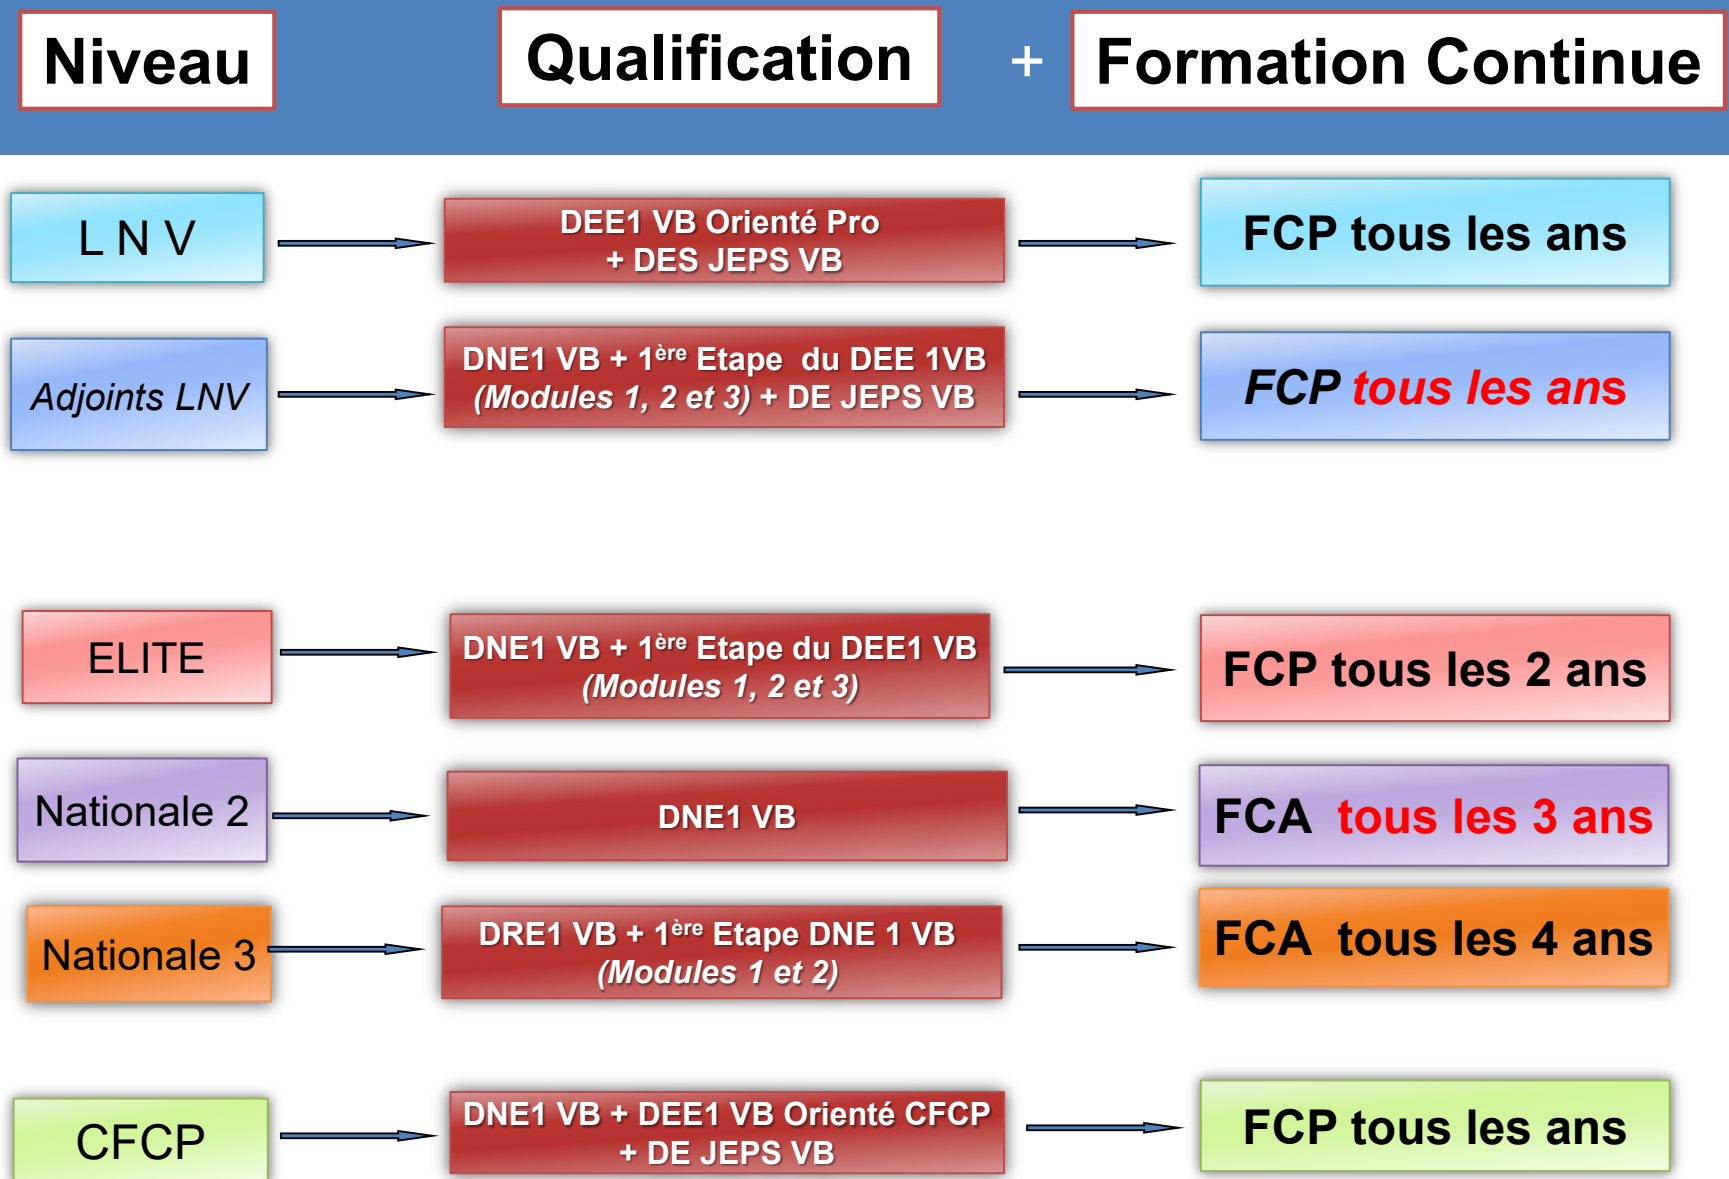 Niveau
Qualification
+
Formation Continue
L N V
DEE1 VB Orienté Pro
+ DES JEPS VB
FCP tous les ans
Adjoints LNV
DNE1 VB + 1ère Etape du DEE 1VB
(Modules 1, 2 et 3) + DE JEPS VB
FCP tous les ans
ELITE
DNE1 VB + 1ère Etape du DEE1 VB
(Modules 1, 2 et 3)
FCP tous les 2 ans
Nationale 2
DNE1 VB
FCA tous les 3 ans
Nationale 3
DRE1 VB + 1ère Etape DNE 1 VB
(Modules 1 et 2)
FCA tous les 4 ans
CFCP
DNE1 VB + DEE1 VB Orienté CFCP
+ DE JEPS VB
FCP tous les ans